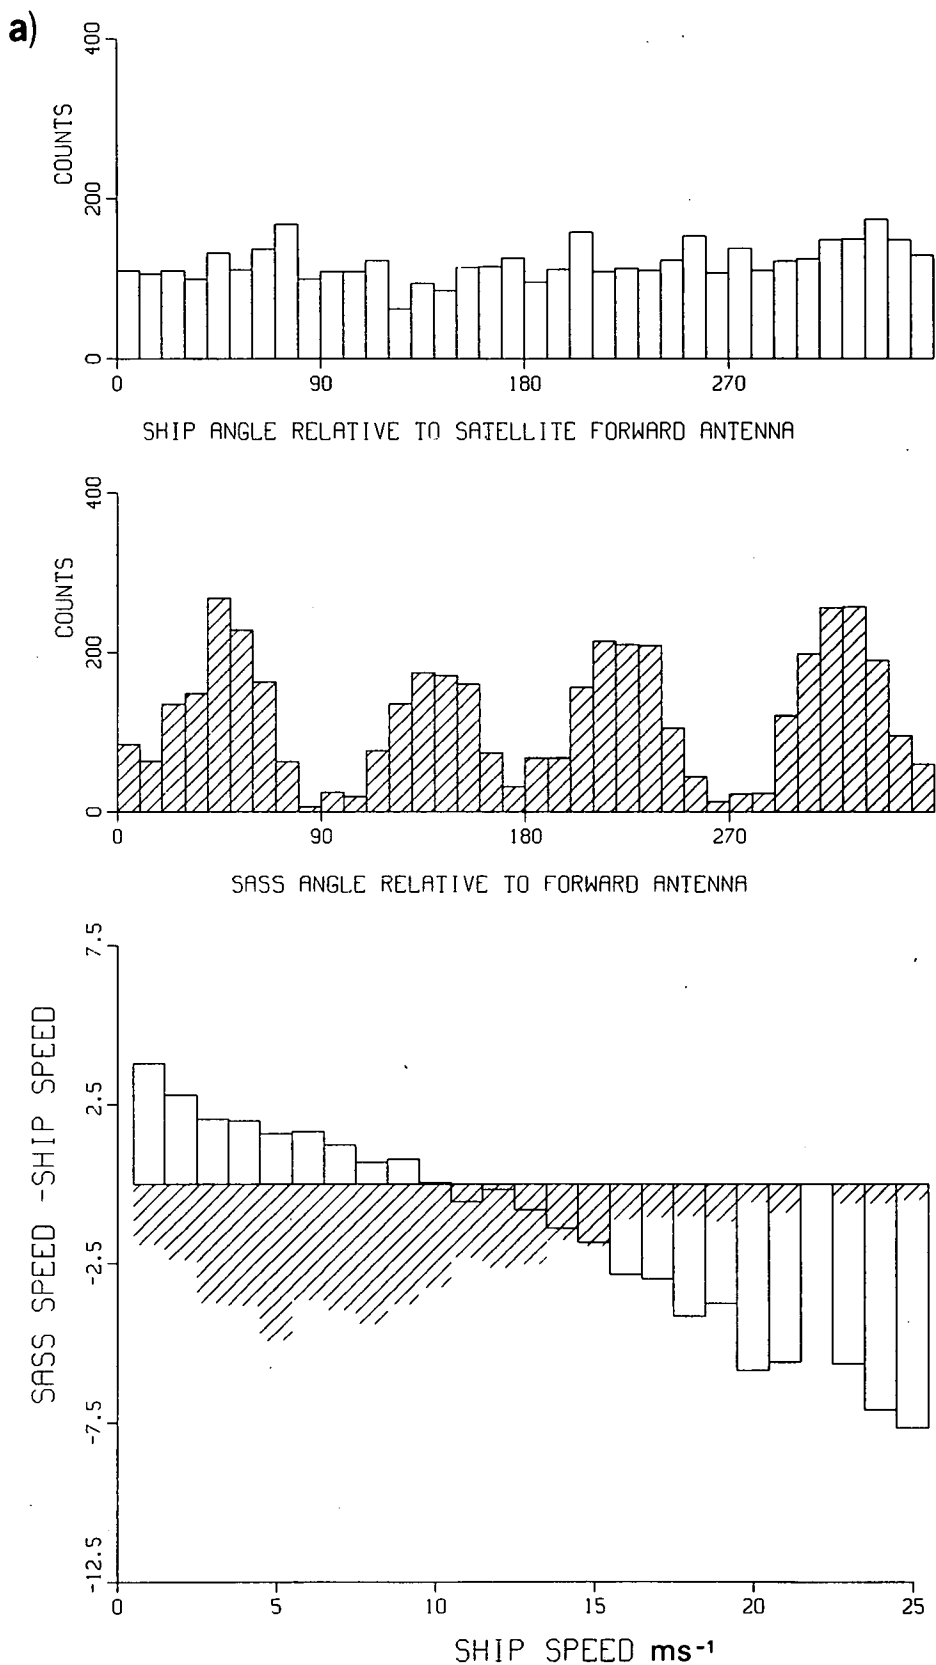 a)
400
200
0
COUNTS
0 90 180 270
SHIP ANGLE RELATIVE TO SATELLITE FORWARD ANTENNA
400
200
0
COUNTS
0 90 180 270
SASS ANGLE RELATIVE TO FORWARD ANTENNA
7.5
2.5
-2.5
-7.5
-12.5
SASS SPEED -SHIP SPEED
0 5 10 15 20 25
SHIP SPEED ms-1